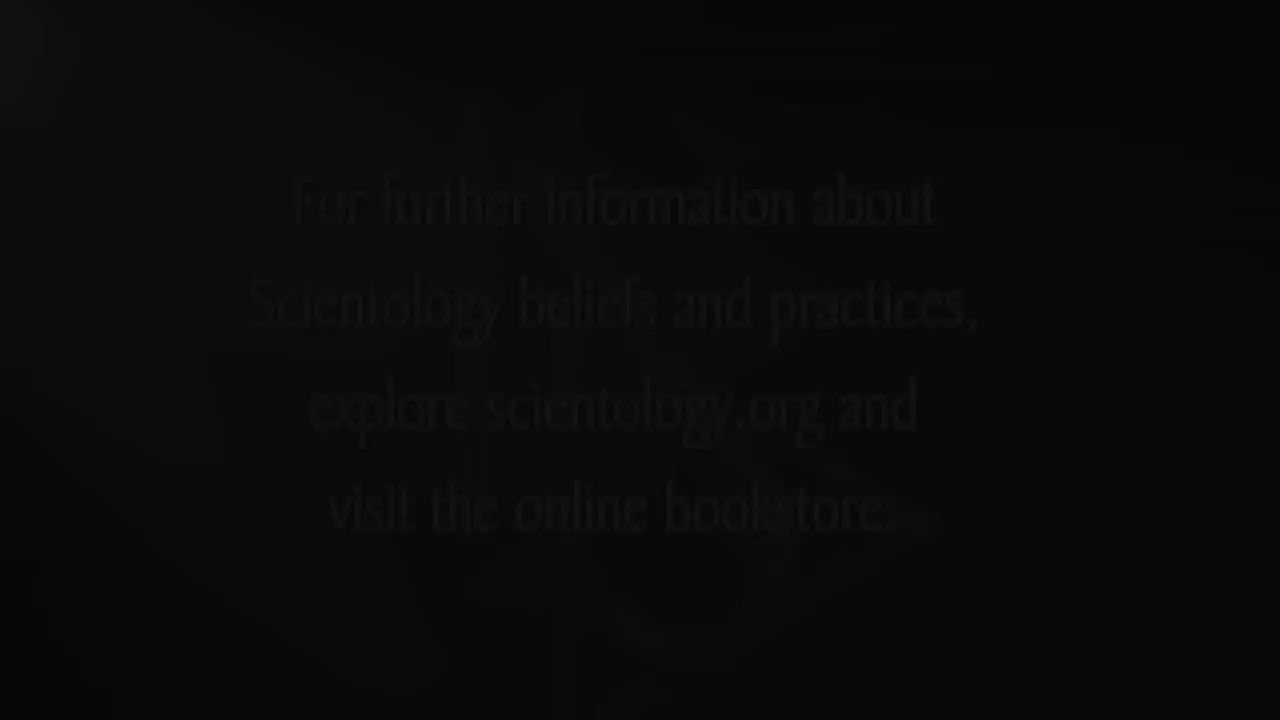 For further information about
Scientology beliefs and practices,
explore scientology.org and
visit the online bookstore.